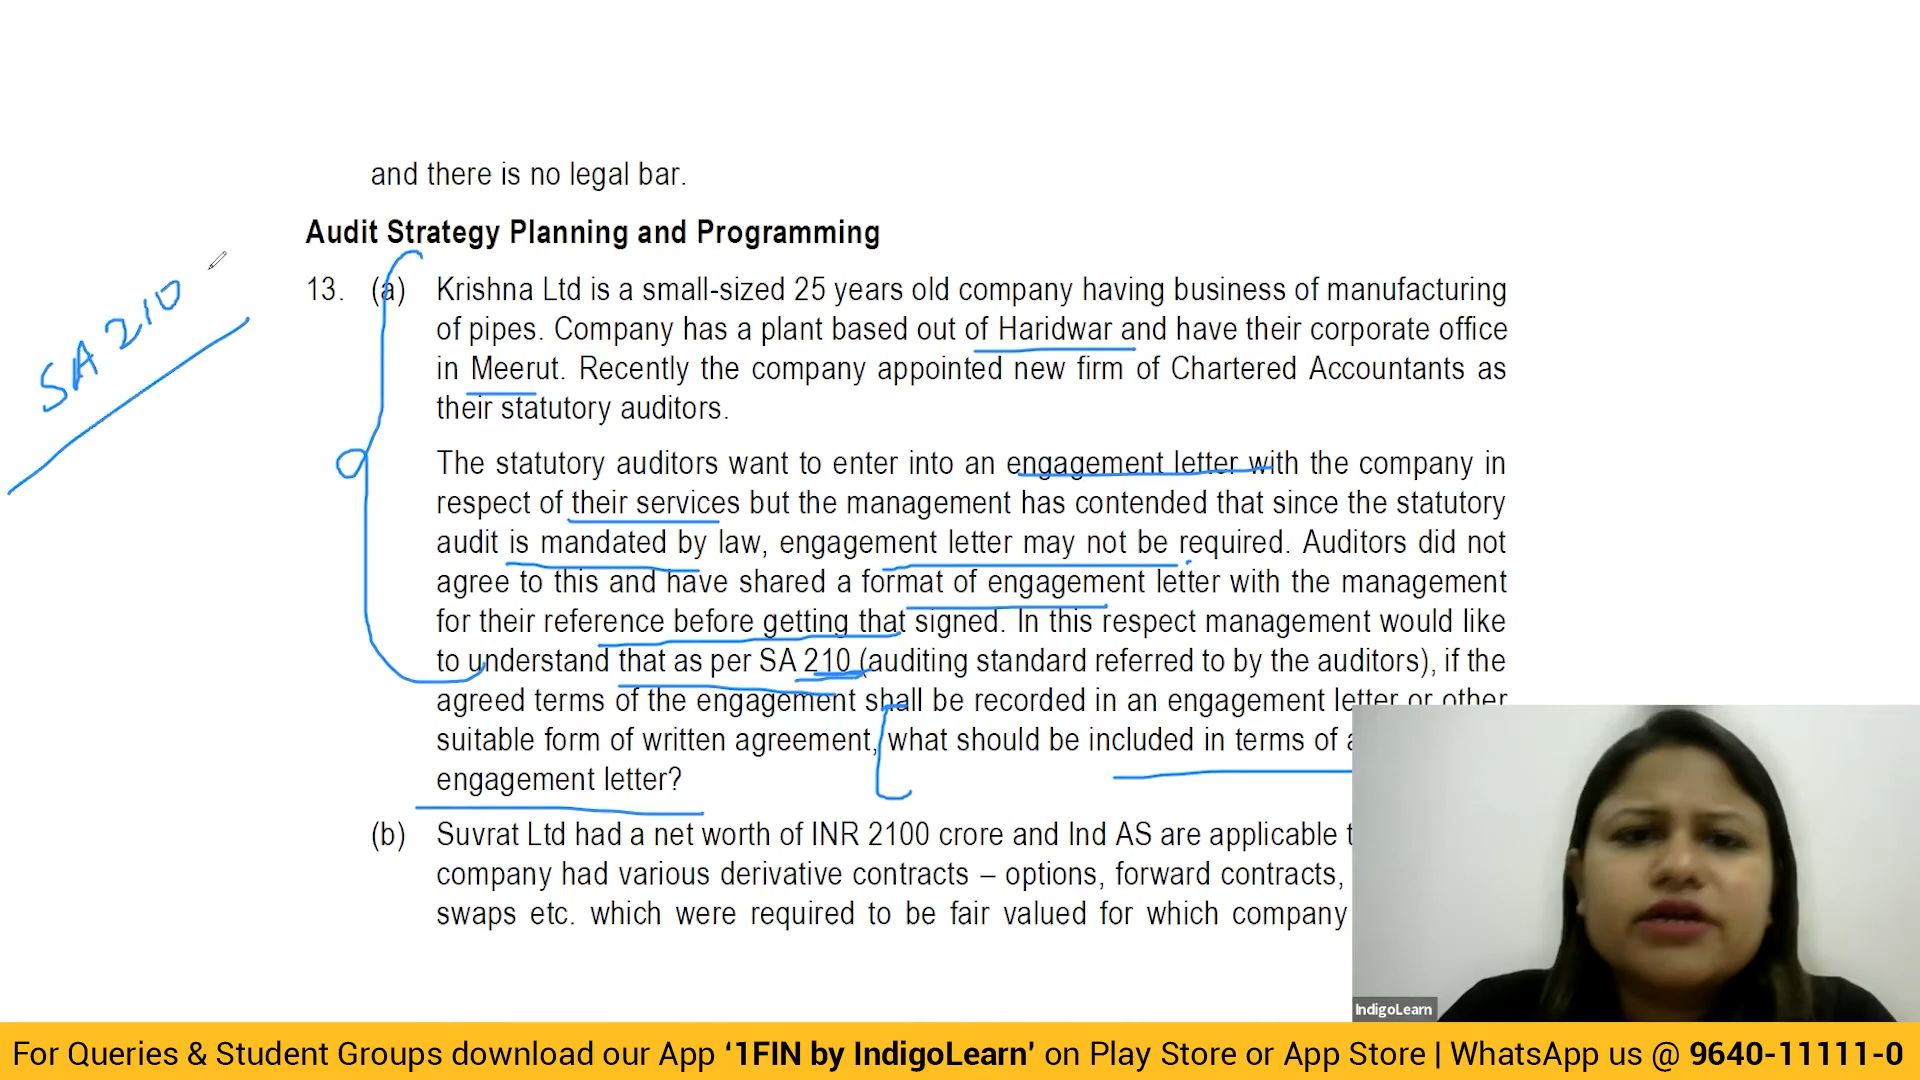 and there is no legal bar.
Audit Strategy Planning and Programming
13. (a) Krishna Ltd is a small-sized 25 years old company having business of manufacturing
of pipes. Company has a plant based out of Haridwar and have their corporate office
in Meerut. Recently the company appointed new firm of Chartered Accountants as
their statutory auditors.
SA 210
The statutory auditors want to enter into an engagement letter with the company in
respect of their services but the management has contended that since the statutory
audit is mandated by law, engagement letter may not be required. Auditors did not
agree to this and have shared a format of engagement letter with the management
for their reference before getting that signed. In this respect management would like
to understand that as per SA 210 (auditing standard referred to by the auditors), if the
agreed terms of the engagement shall be recorded in an engagement letter or other
suitable form of written agreement, what should be included in terms of
engagement letter?
(b) Suvrat Ltd had a net worth of INR 2100 crore and Ind AS are applicable
company had various derivative contracts – options, forward contracts,
swaps etc. which were required to be fair valued for which company
IndigoLearn
For Queries & Student Groups download our App ‘1FIN by IndigoLearn’ on Play Store or App Store | WhatsApp us @ 9640-11111-0